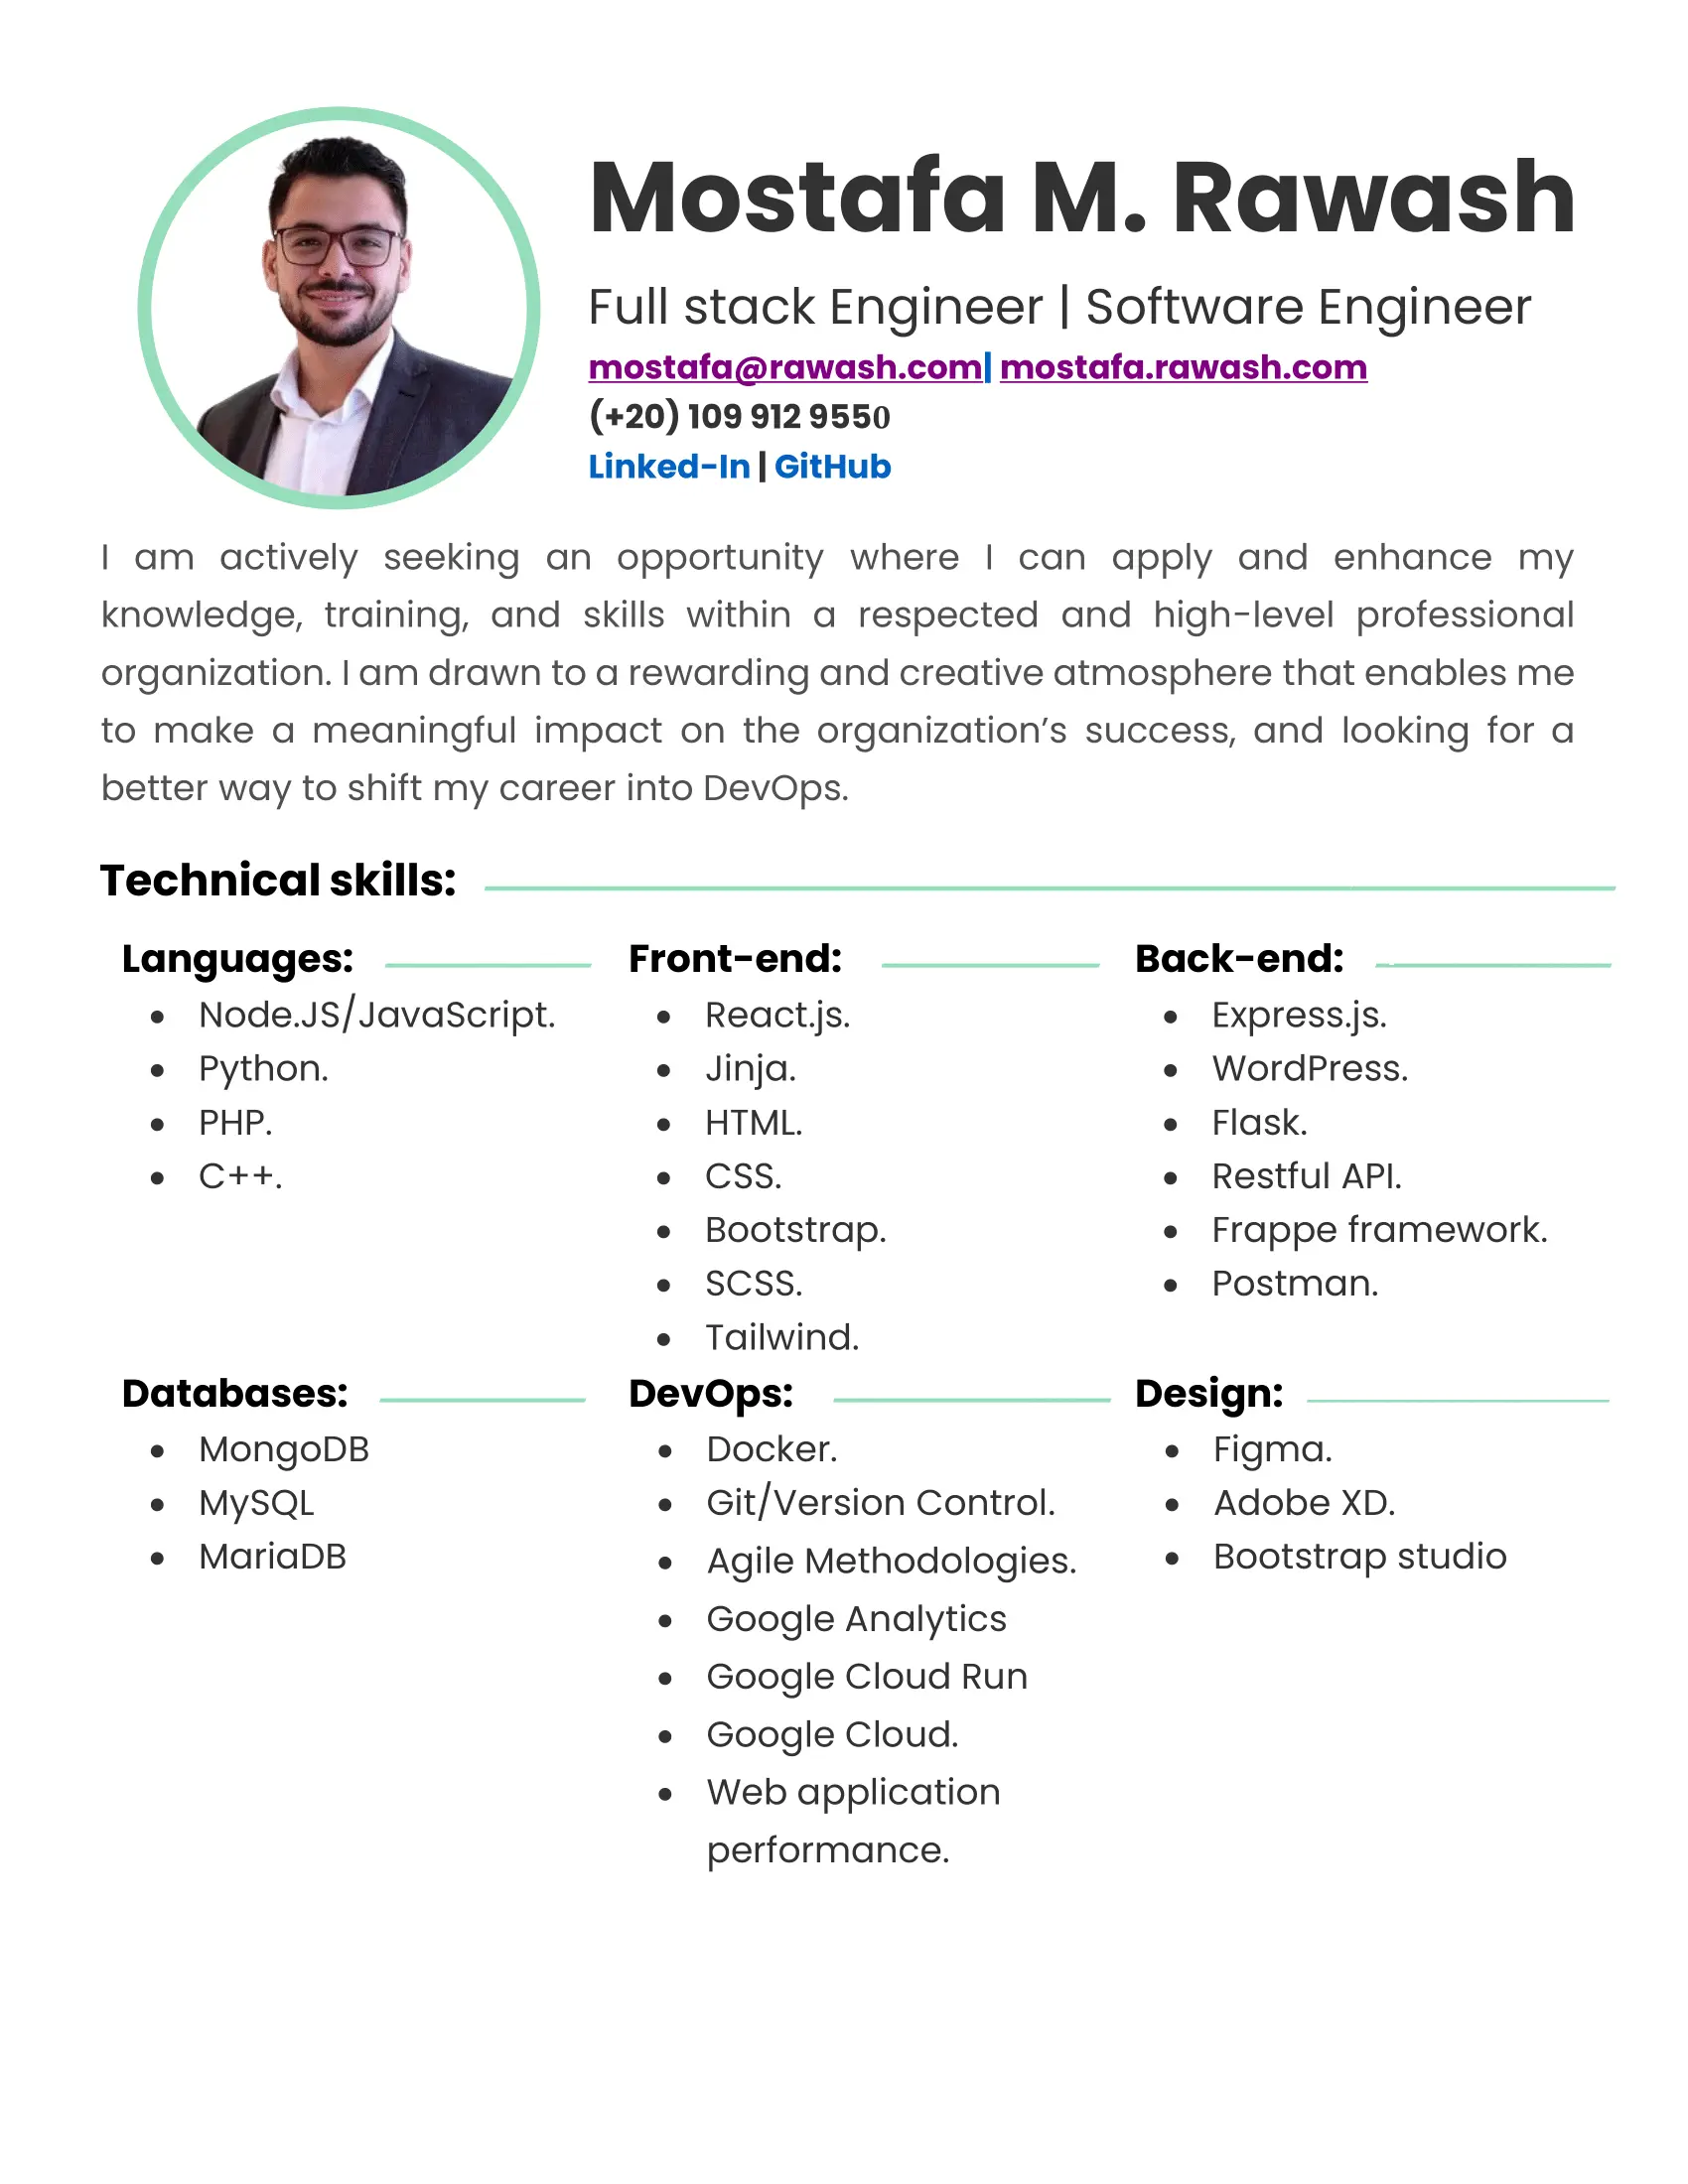 Mostafa M. Rawash
Full stack Engineer | Software Engineer
mostafa@rawash.com| mostafa.rawash.com
(+20) 109 912 9550
Linked-In | GitHub
I am actively seeking an opportunity where I can apply and enhance my
knowledge, training, and skills within a respected and high-level professional
organization. I am drawn to a rewarding and creative atmosphere that enables me
to make a meaningful impact on the organization’s success, and looking for a
better way to shift my career into DevOps.
Technical skills:
Languages:
• Node.JS/JavaScript.
• Python.
• PHP.
• C++.
Front-end:
• React.js.
• Jinja.
• HTML.
• CSS.
• Bootstrap.
• SCSS.
• Tailwind.
Back-end:
• Express.js.
• WordPress.
• Flask.
• Restful API.
• Frappe framework.
• Postman.
Databases:
• MongoDB
• MySQL
• MariaDB
DevOps:
• Docker.
• Git/Version Control.
• Agile Methodologies.
• Google Analytics
• Google Cloud Run
• Google Cloud.
• Web application
performance.
Design:
• Figma.
• Adobe XD.
• Bootstrap studio